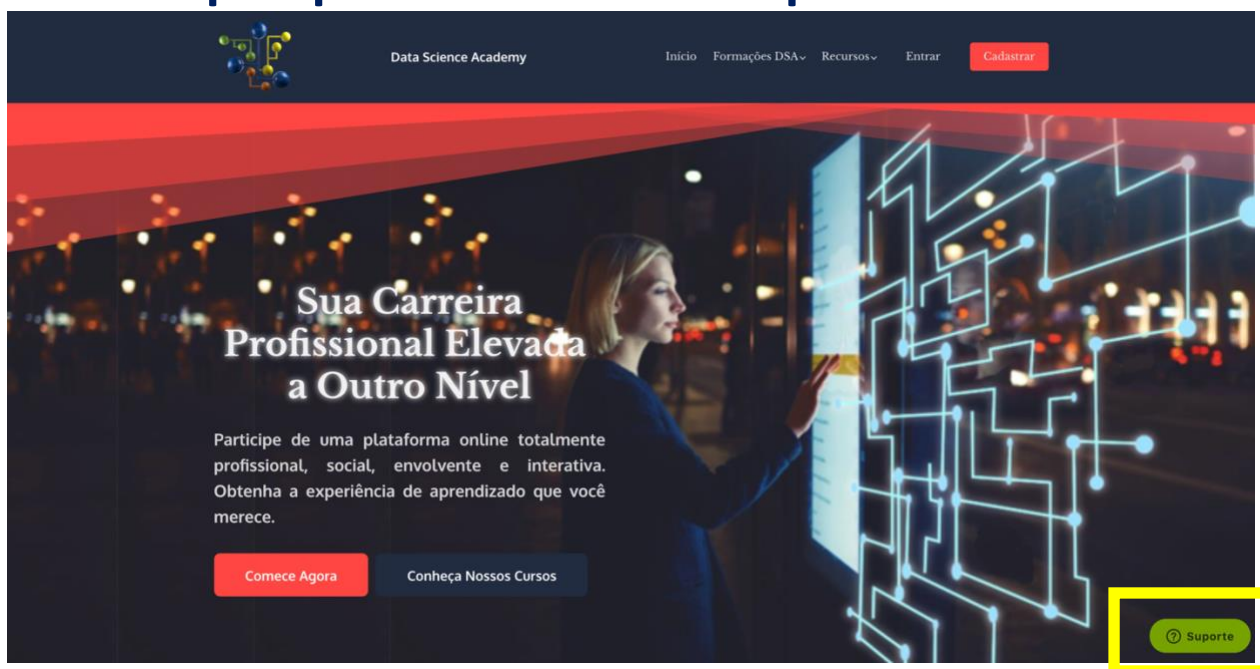 Data Science Academy
Início Formações DSA Recursos Entrar Cadastrar
Sua Carreira
Profissional Elevada
a Outro Nível
Participe de uma plataforma online totalmente
profissional, social, envolvente e interativa.
Obtenha a experiência de aprendizado que você
merece.
Comece Agora Conheça Nossos Cursos
Suporte